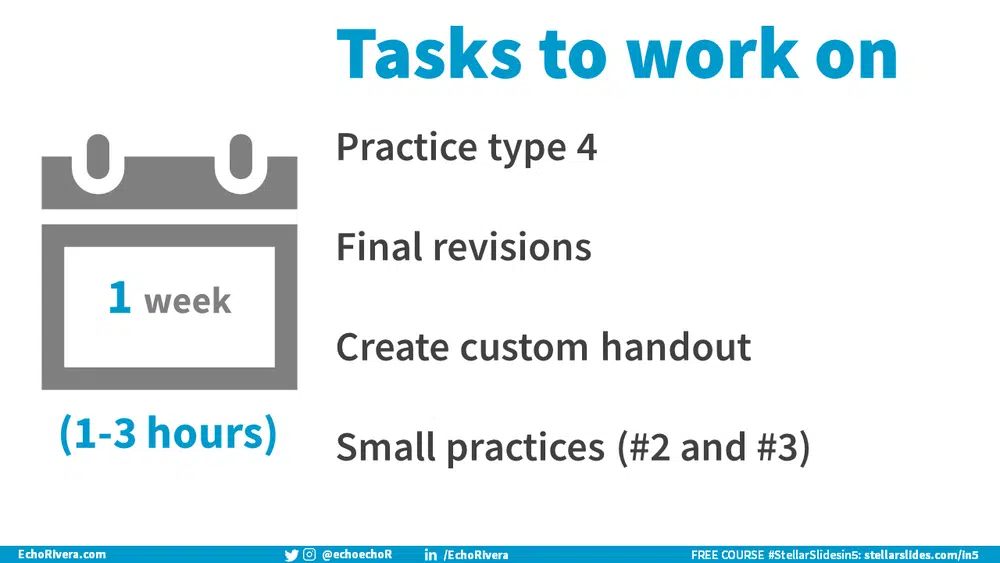 Tasks to work on
Practice type 4
Final revisions
Create custom handout
Small practices (#2 and #3)
1 week
(1-3 hours)
EchoRivera.com
@echoechoR
in /EchoRivera
FREE COURSE #StellarSlidesin5: stellarslides.com/in5